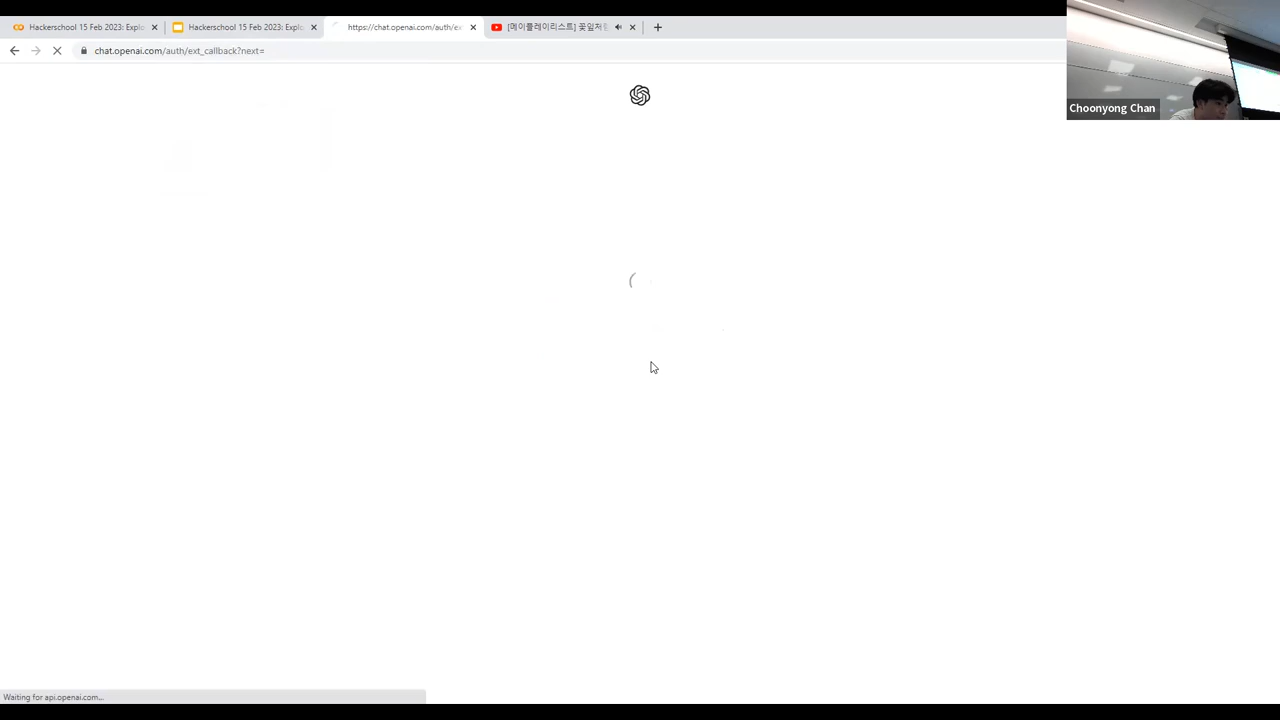 Hackerschool 15 Feb 2023: Explo
Hackerschool 15 Feb 2023: Explo
https://chat.openai.com/auth/ex
[메이플레이리스트] 꽃잎처럼
chat.openai.com/auth/ext_callback?next=
Choonyong Chan
Waiting for api.openai.com...